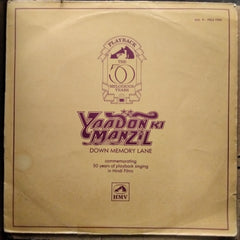 PLAYBACK
THE
50
MELODIOUS
YEARS
YAADON KI
MANZIL
DOWN MEMORY LANE
commemorating
50 years of playback singing
in Hindi Films
HMV